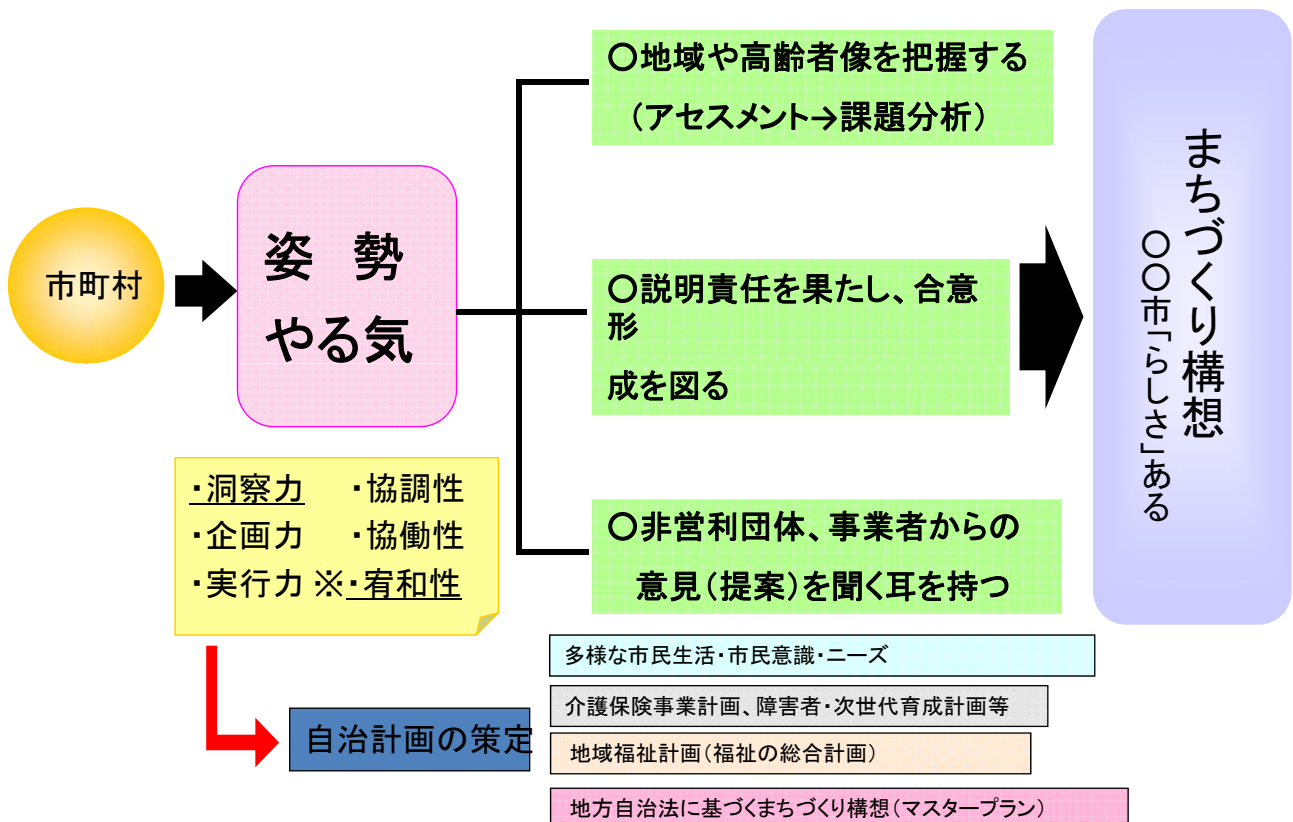 市町村
姿　勢
やる気
○地域や高齢者像を把握する
（アセスメント→課題分析）
○説明責任を果たし、合意
形
成を図る
○非営利団体、事業者からの
意見（提案）を聞く耳を持つ
まちづくり構想
○○市「らしさ」ある
・洞察力　・協調性
・企画力　・協働性
・実行力 ※・宥和性
自治計画の策定
多様な市民生活・市民意識・ニーズ
介護保険事業計画、障害者・次世代育成計画等
地域福祉計画（福祉の総合計画）
地方自治法に基づくまちづくり構想（マスタープラン）